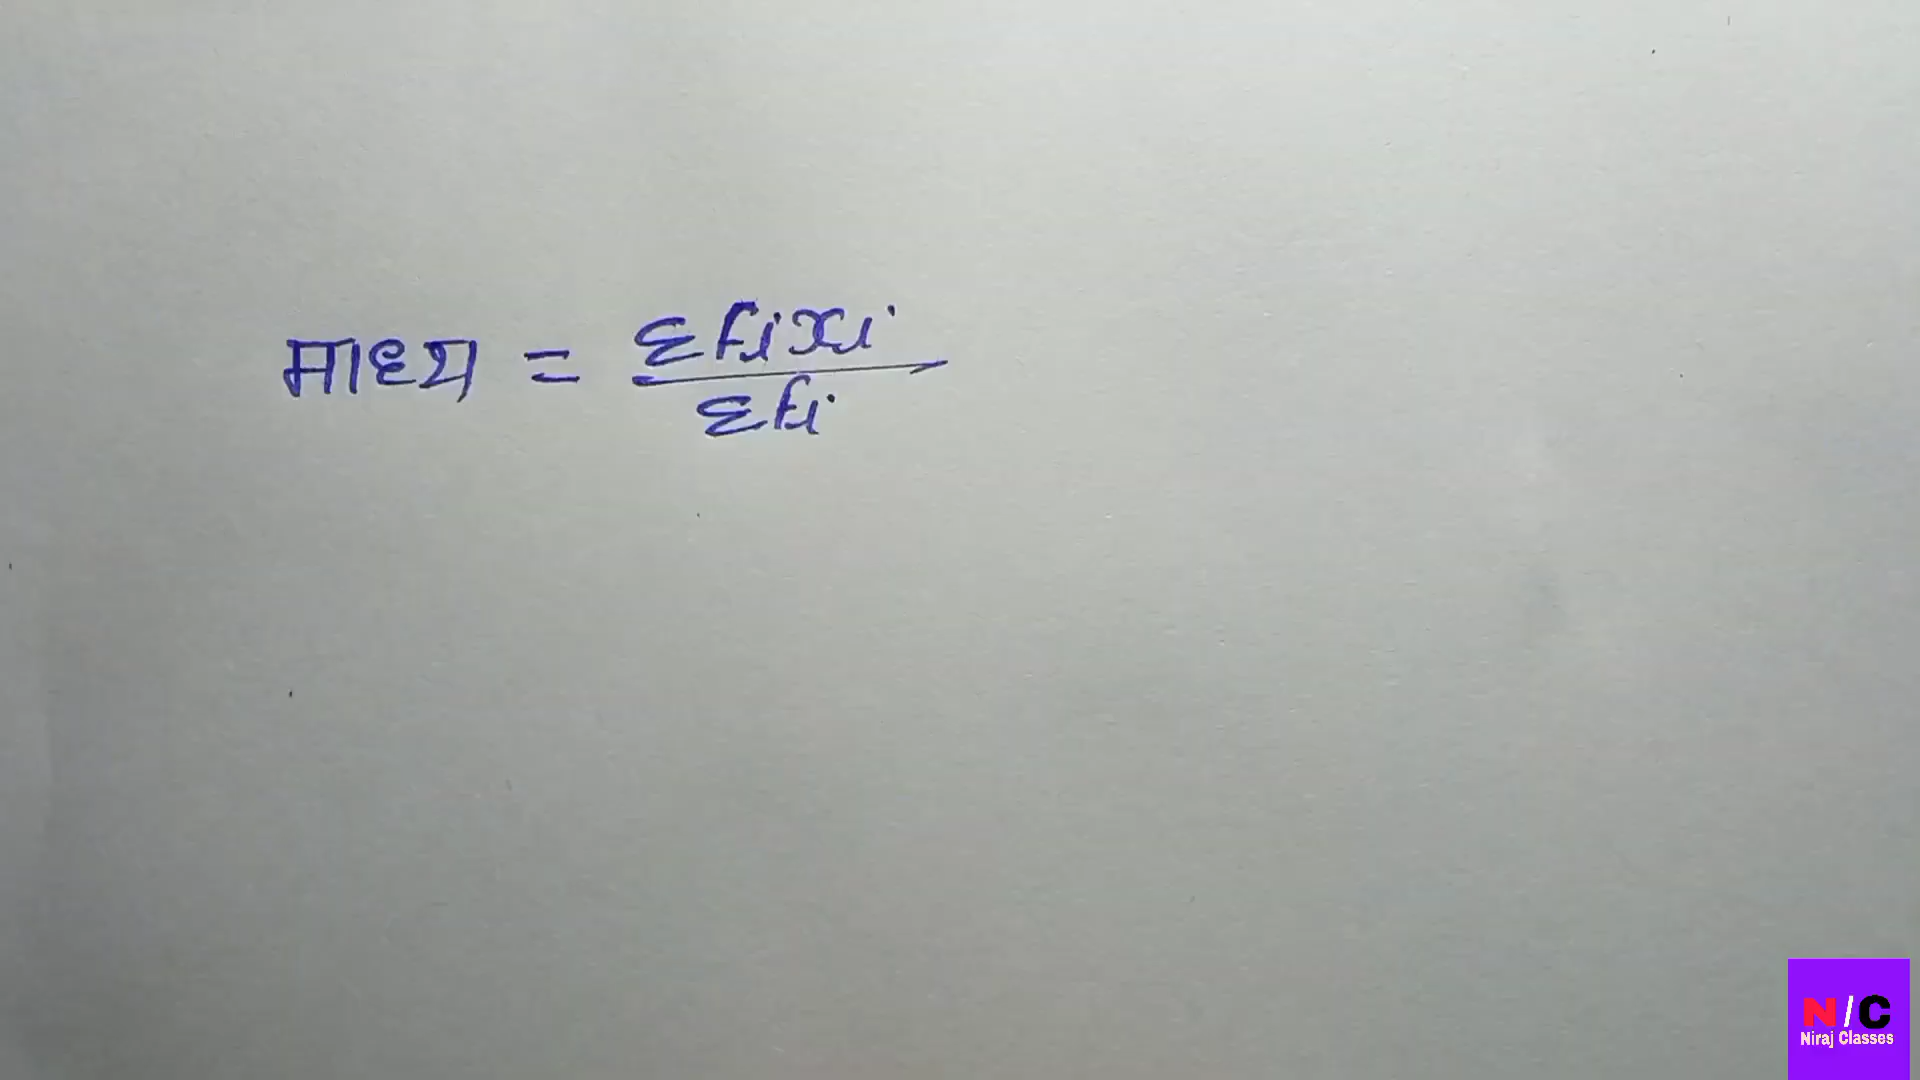 माध्य = Σfixi / Σfi
N/C
Niraj Classes